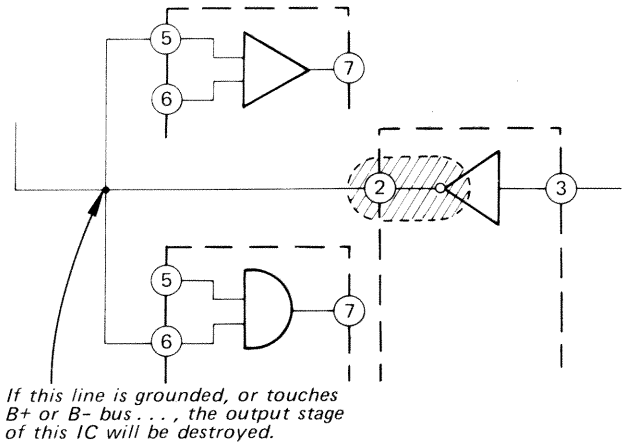 5
6
7
2
3
5
6
7
If this line is grounded, or touches
B+ or B- bus . . . , the output stage
of this IC will be destroyed.